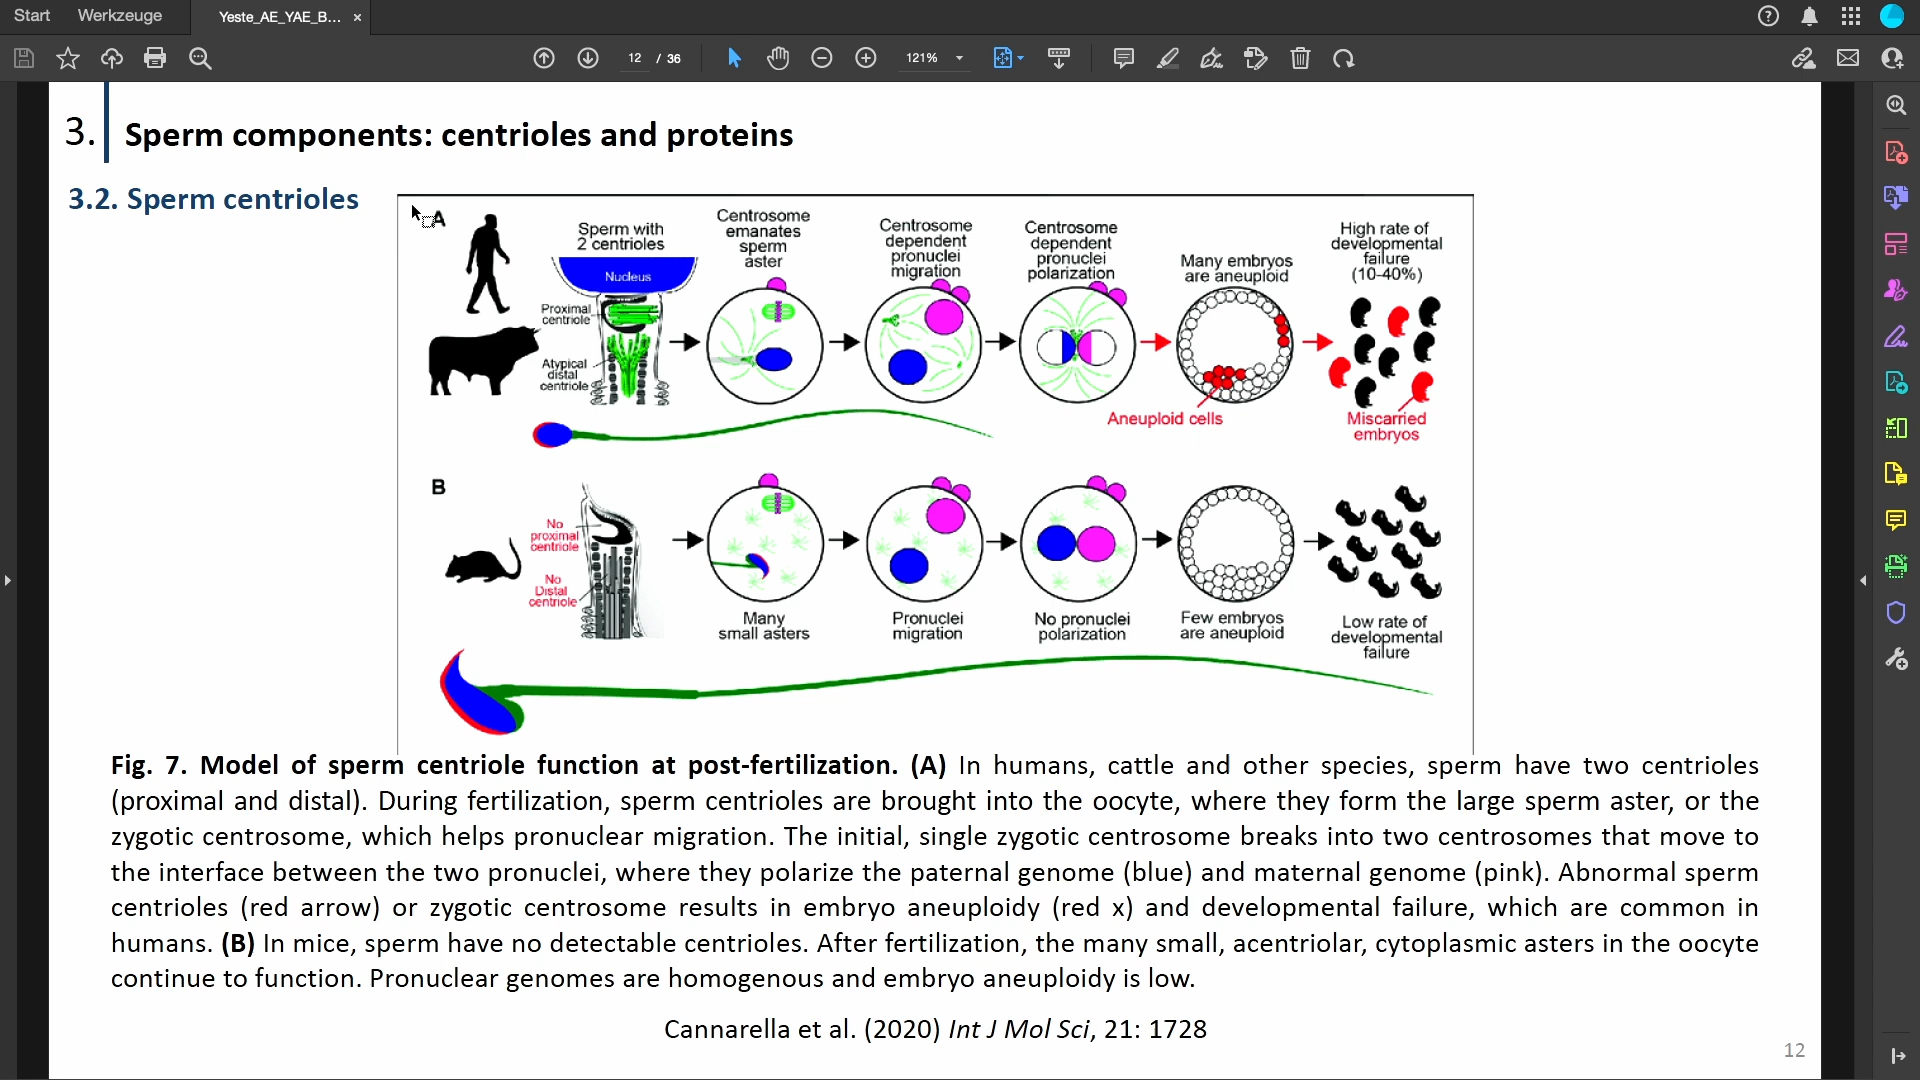 Start
Werkzeuge
Yeste_AE_YAE_B...
×
12 / 36
121%
3. Sperm components: centrioles and proteins
3.2. Sperm centrioles
A
Sperm with
2 centrioles
Nucleus
Proximal
centriole
Atypical
distal
centriole
Centrosome
emanates
sperm
aster
Centrosome
dependent
pronuclei
migration
Centrosome
dependent
pronuclei
polarization
Many embryos
are aneuploid
High rate of
developmental
failure
(10-40%)
Aneuploid cells
Miscarried
embryos
B
No
proximal
centriole
No
Distal
centriole
Many
small asters
Pronuclei
migration
No pronuclei
polarization
Few embryos
are aneuploid
Low rate of
developmental
failure
Fig. 7. Model of sperm centriole function at post-fertilization. (A) In humans, cattle and other species, sperm have two centrioles
(proximal and distal). During fertilization, sperm centrioles are brought into the oocyte, where they form the large sperm aster, or the
zygotic centrosome, which helps pronuclear migration. The initial, single zygotic centrosome breaks into two centrosomes that move to
the interface between the two pronuclei, where they polarize the paternal genome (blue) and maternal genome (pink). Abnormal sperm
centrioles (red arrow) or zygotic centrosome results in embryo aneuploidy (red x) and developmental failure, which are common in
humans. (B) In mice, sperm have no detectable centrioles. After fertilization, the many small, acentriolar, cytoplasmic asters in the oocyte
continue to function. Pronuclear genomes are homogenous and embryo aneuploidy is low.
Cannarella et al. (2020) Int J Mol Sci, 21: 1728
12